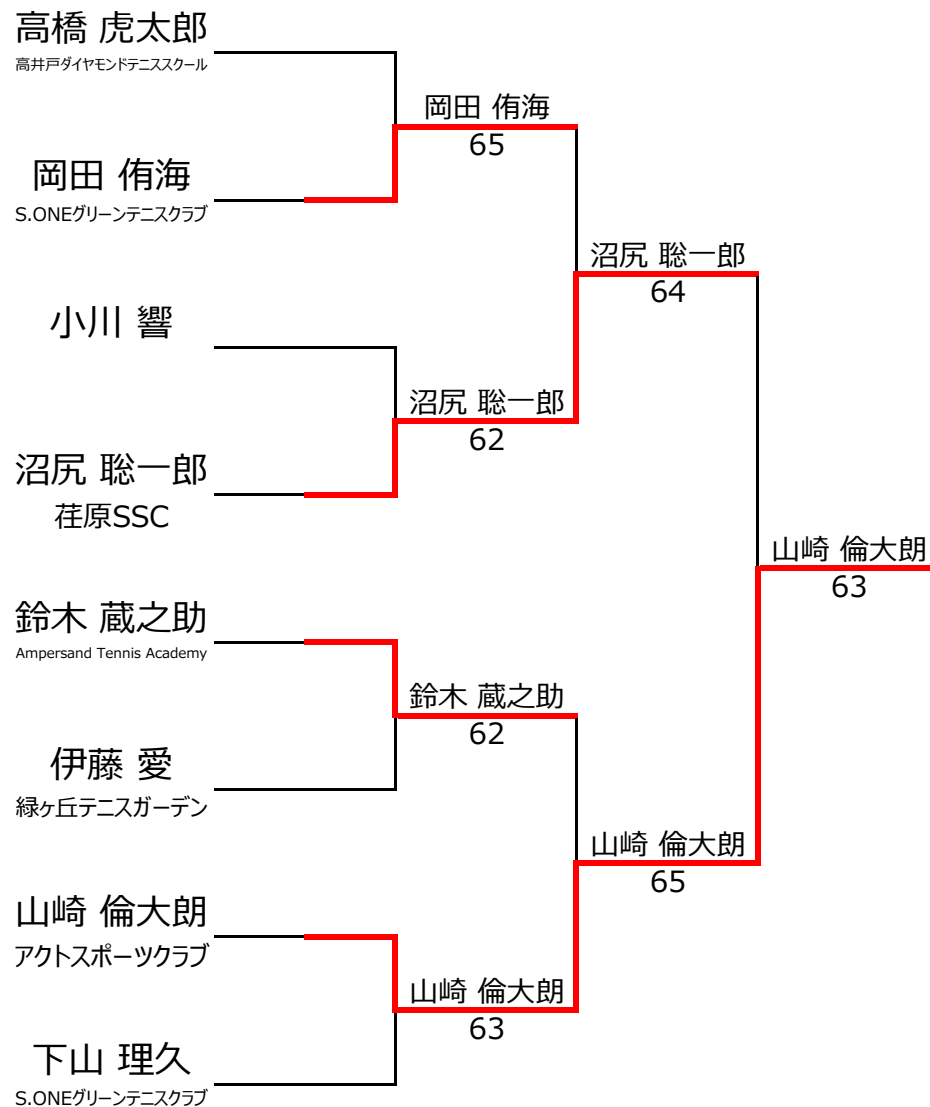 高橋 虎太郎
高井戸ダイヤモンドテニススクール
岡田 侑海
65
岡田 侑海
S.ONEグリーンテニスクラブ
沼尻 聡一郎
64
小川 響
沼尻 聡一郎
62
沼尻 聡一郎
荏原SSC
山崎 倫大朗
63
鈴木 蔵之助
Ampersand Tennis Academy
鈴木 蔵之助
62
伊藤 愛
緑ヶ丘テニスガーデン
山崎 倫大朗
65
山崎 倫大朗
アクトスポーツクラブ
山崎 倫大朗
63
下山 理久
S.ONEグリーンテニスクラブ